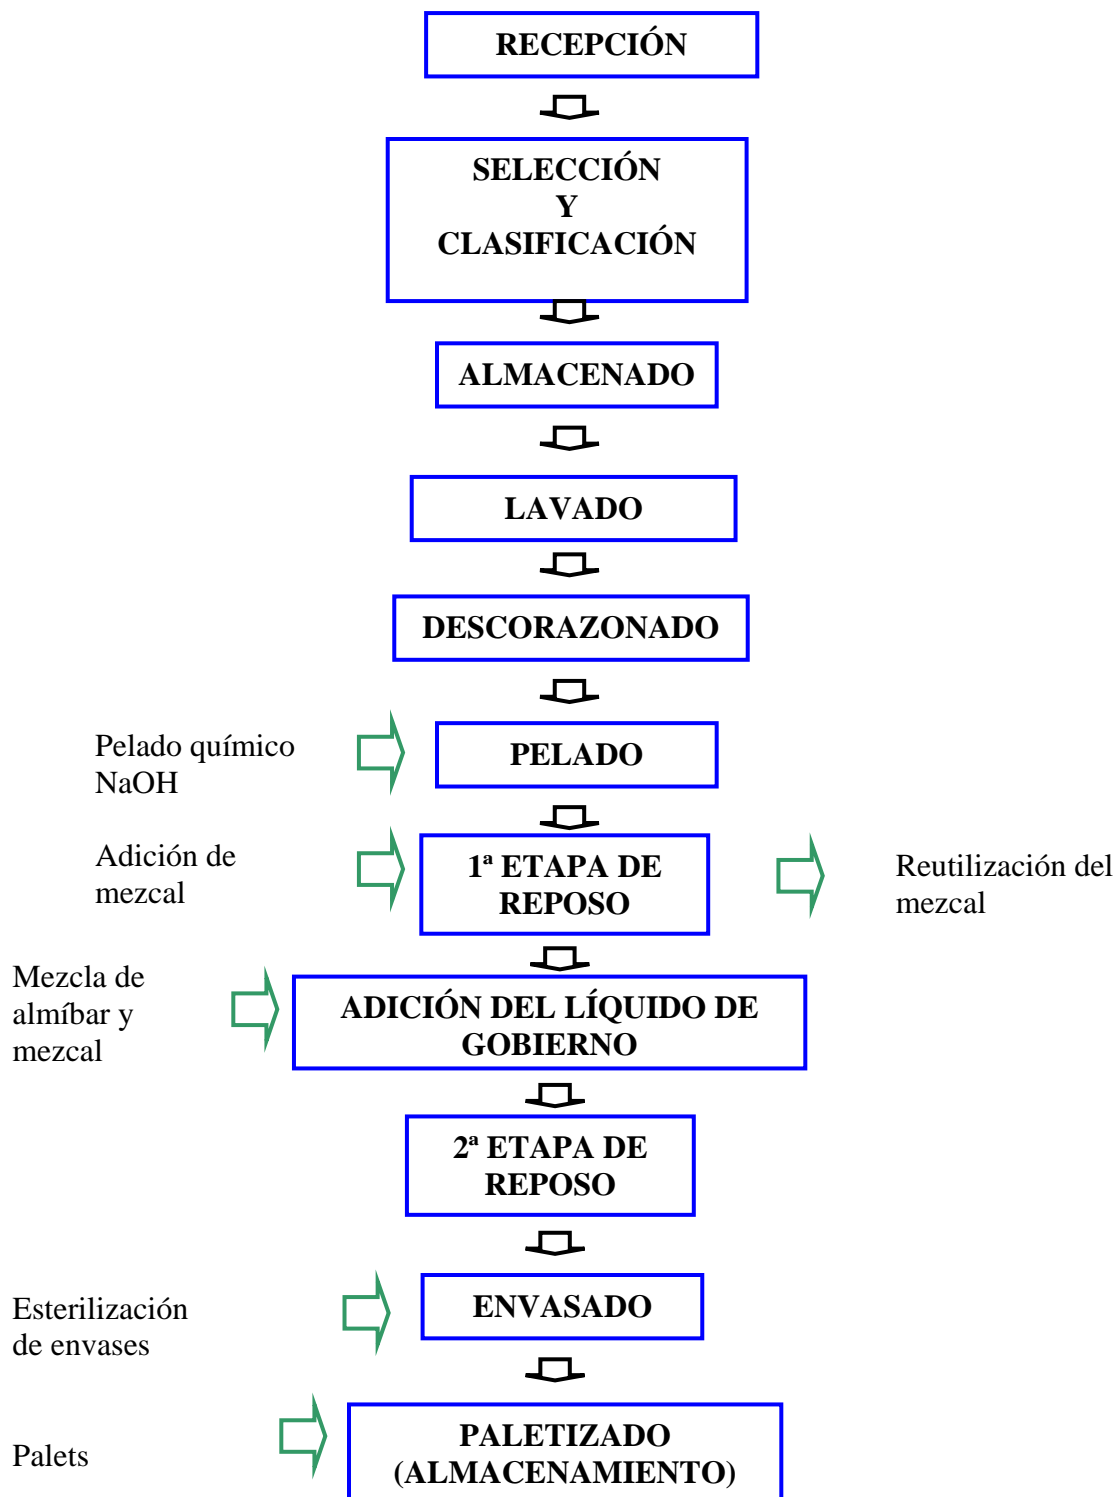 RECEPCIÓN
SELECCIÓN
Y
CLASIFICACIÓN
ALMACENADO
LAVADO
DESCORAZONADO
Pelado químico
NaOH
PELADO
Adición de
mezcal
1ª ETAPA DE
REPOSO
Reutilización del
mezcal
Mezcla de
almíbar y
mezcal
ADICIÓN DEL LÍQUIDO DE
GOBIERNO
2ª ETAPA DE
REPOSO
Esterilización
de envases
ENVASADO
Palets
PALETIZADO
(ALMACENAMIENTO)